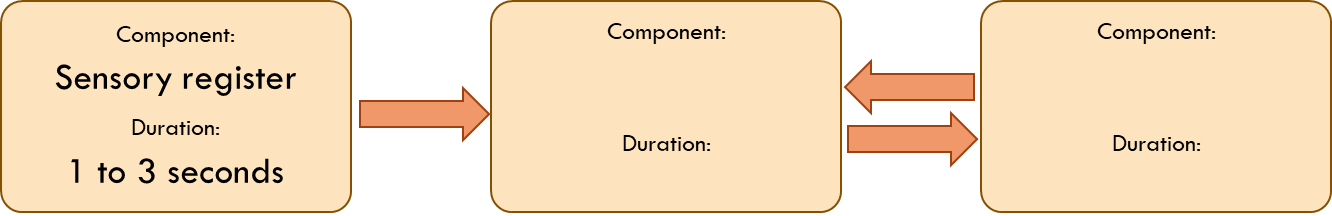 Component:
Sensory register
Duration:
1 to 3 seconds
Component:
Duration:
Component:
Duration: